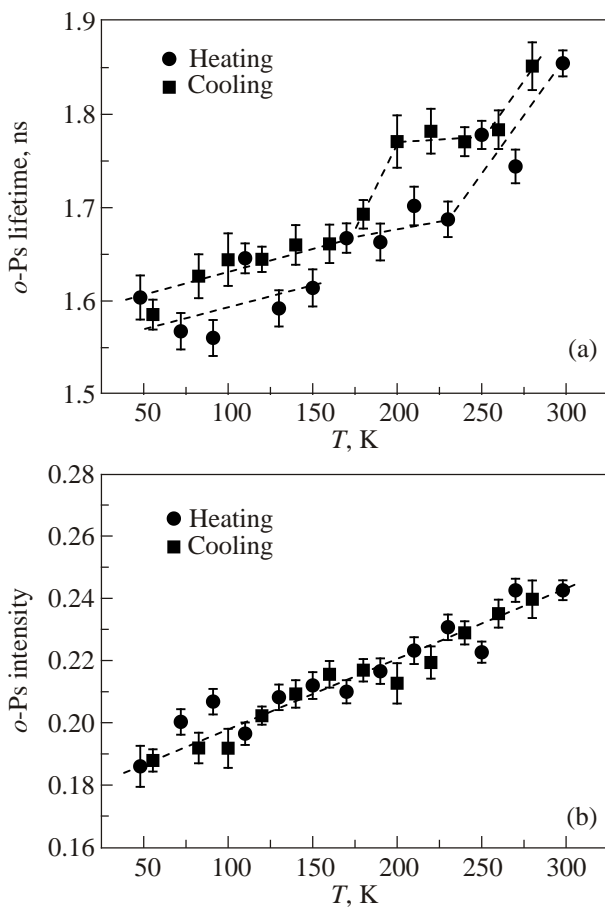 1.9
1.8
1.7
1.6
1.5
o-Ps lifetime, ns
Heating
Cooling
(a)
50 100 150 200 250 300
T, K
0.28
0.26
0.24
0.22
0.20
0.18
0.16
o-Ps intensity
Heating
Cooling
(b)
50 100 150 200 250 300
T, K